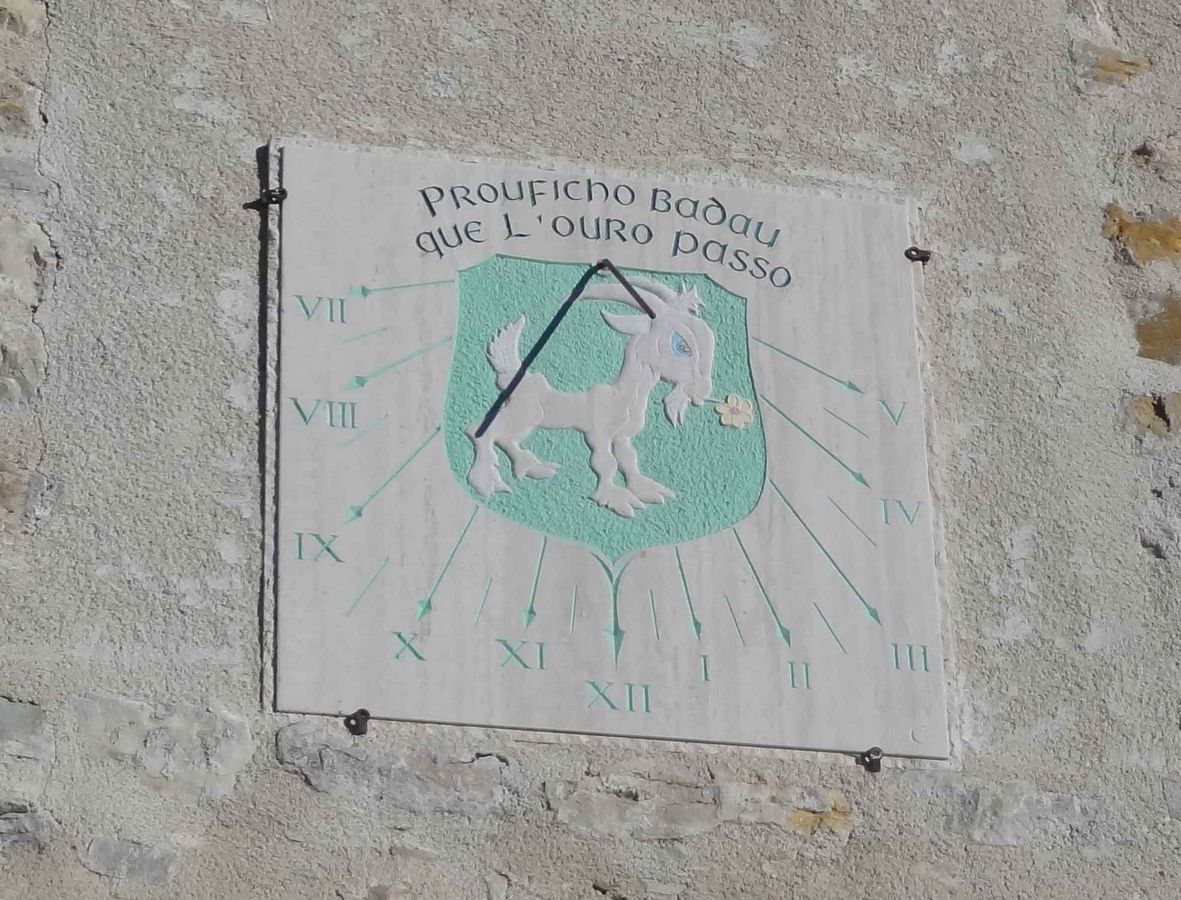 Prouficho Badau
que L'ouro passo
VII
VIII
V
IX
IV
X
XI
XII
I
II
III
C